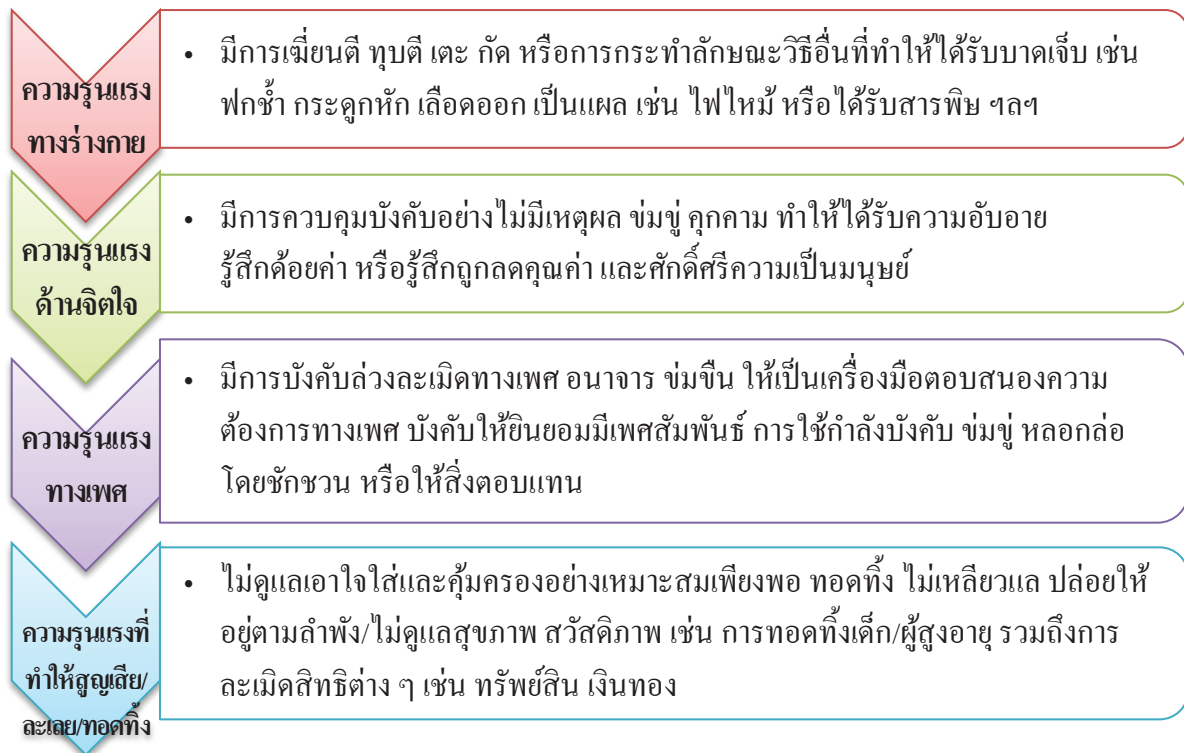 ความรุนแรง
ทางร่างกาย
• มีการเฆี่ยนตี ทุบตี เตะ กัด หรือการกระทำลักษณะวิธีอื่นที่ทำให้ได้รับบาดเจ็บ เช่น
ฟกช้ำ กระดูกหัก เลือดออก เป็นแผล เช่น ไฟไหม้ หรือได้รับสารพิษ ฯลฯ
ความรุนแรง
ด้านจิตใจ
• มีการควบคุมบังคับอย่างไม่มีเหตุผล ข่มขู่ คุกคาม ทำให้ได้รับความอับอาย
รู้สึกด้อยค่า หรือรู้สึกถูกลดคุณค่า และศักดิ์ศรีความเป็นมนุษย์
ความรุนแรง
ทางเพศ
• มีการบังคับล่วงละเมิดทางเพศ อนาจาร ข่มขืน ให้เป็นเครื่องมือตอบสนองความ
ต้องการทางเพศ บังคับให้ยินยอมมีเพศสัมพันธ์ การใช้กำลังบังคับ ข่มขู่ หลอกล่อ
โดยชักชวน หรือให้สิ่งตอบแทน
ความรุนแรงที่
ทำให้สูญเสีย/
ละเลย/ทอดทิ้ง
• ไม่ดูแลเอาใจใส่และคุ้มครองอย่างเหมาะสมเพียงพอ ทอดทิ้ง ไม่เหลียวแล ปล่อยให้
อยู่ตามลำพัง/ไม่ดูแลสุขภาพ สวัสดิภาพ เช่น การทอดทิ้งเด็ก/ผู้สูงอายุ รวมถึงการ
ละเมิดสิทธิต่าง ๆ เช่น ทรัพย์สิน เงินทอง